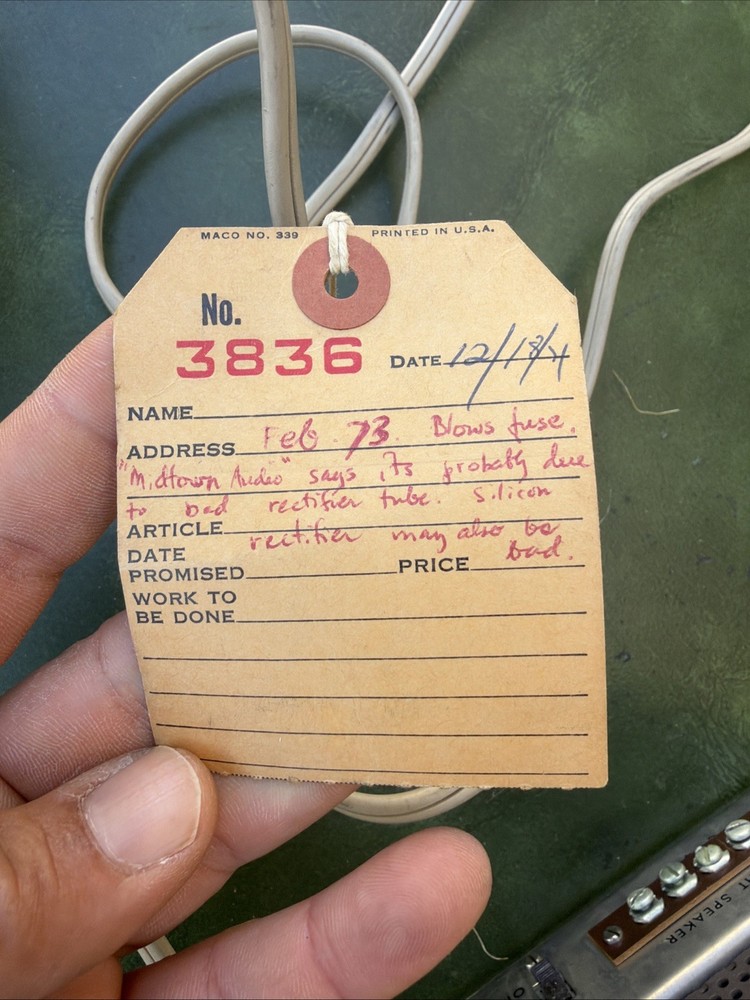 MACO NO. 339 PRINTED IN U.S.A.
No.
3836 DATE 12/18/71
NAME
ADDRESS Feb 73. Blows fuse.
"Midtown Audio" says its probably due
to bad rectifier tube. Silicon
ARTICLE rectifier may also be
bad.
DATE
PROMISED PRICE
WORK TO
BE DONE
SPEAKER